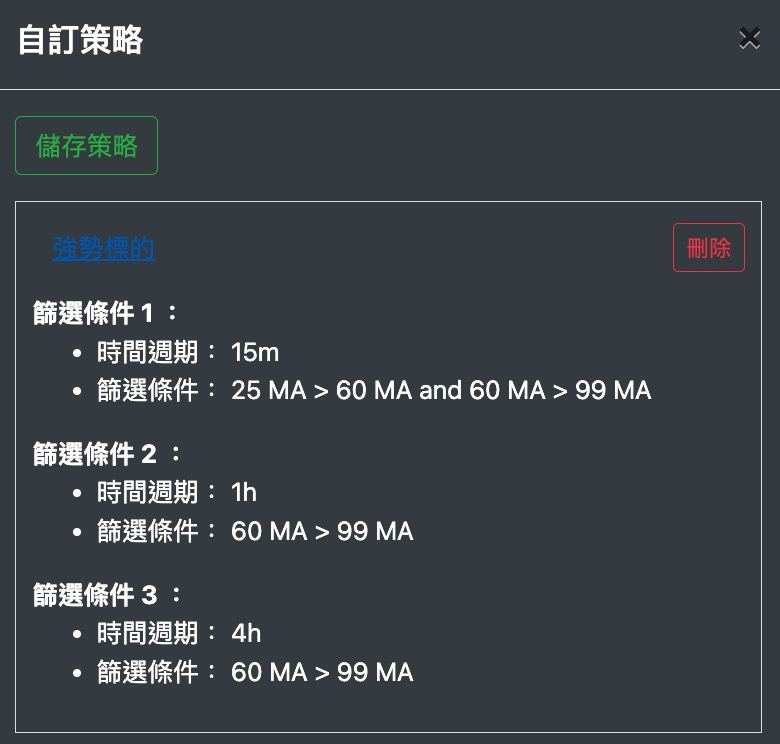 自訂策略
儲存策略
強勢標的
刪除
篩選條件 1 ：
• 時間週期： 15m
• 篩選條件： 25 MA > 60 MA and 60 MA > 99 MA
篩選條件 2 ：
• 時間週期： 1h
• 篩選條件： 60 MA > 99 MA
篩選條件 3 ：
• 時間週期： 4h
• 篩選條件： 60 MA > 99 MA